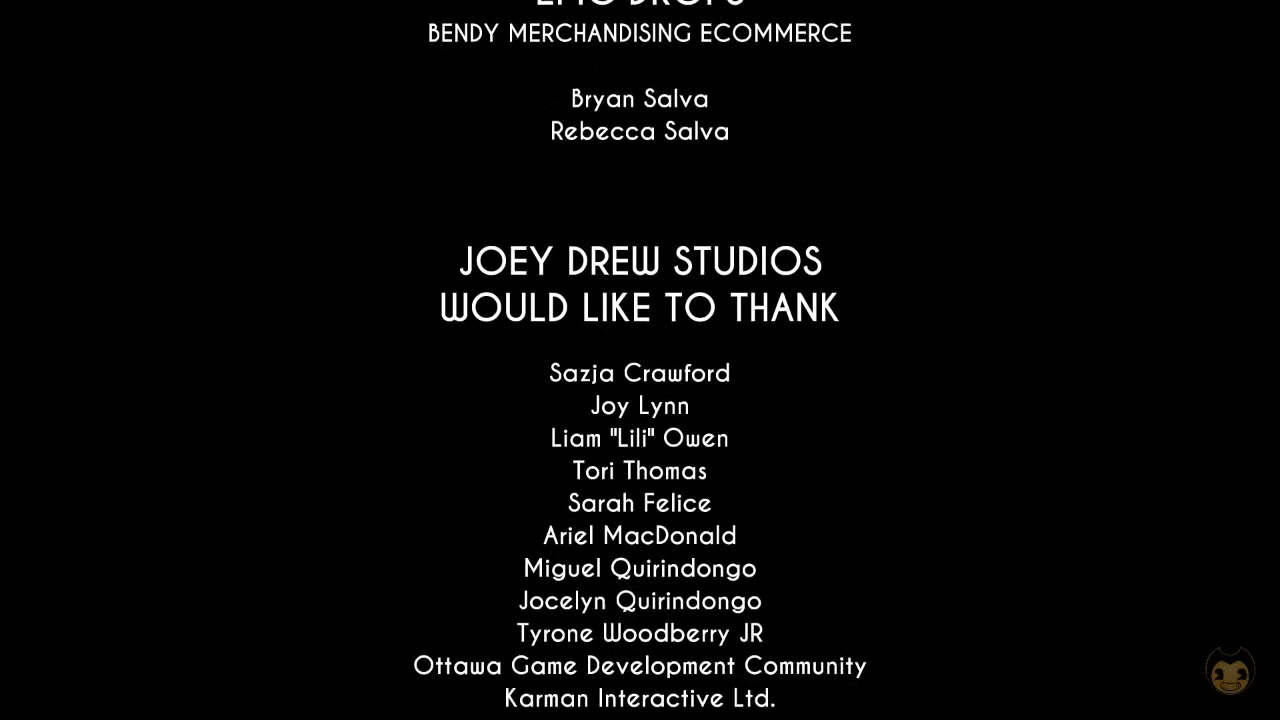 EPIC DROPS
BENDY MERCHANDISING ECOMMERCE
Bryan Salva
Rebecca Salva
JOEY DREW STUDIOS
WOULD LIKE TO THANK
Sazja Crawford
Joy Lynn
Liam "Lili" Owen
Tori Thomas
Sarah Felice
Ariel MacDonald
Miguel Quirindongo
Jocelyn Quirindongo
Tyrone Woodberry JR
Ottawa Game Development Community
Karman Interactive Ltd.